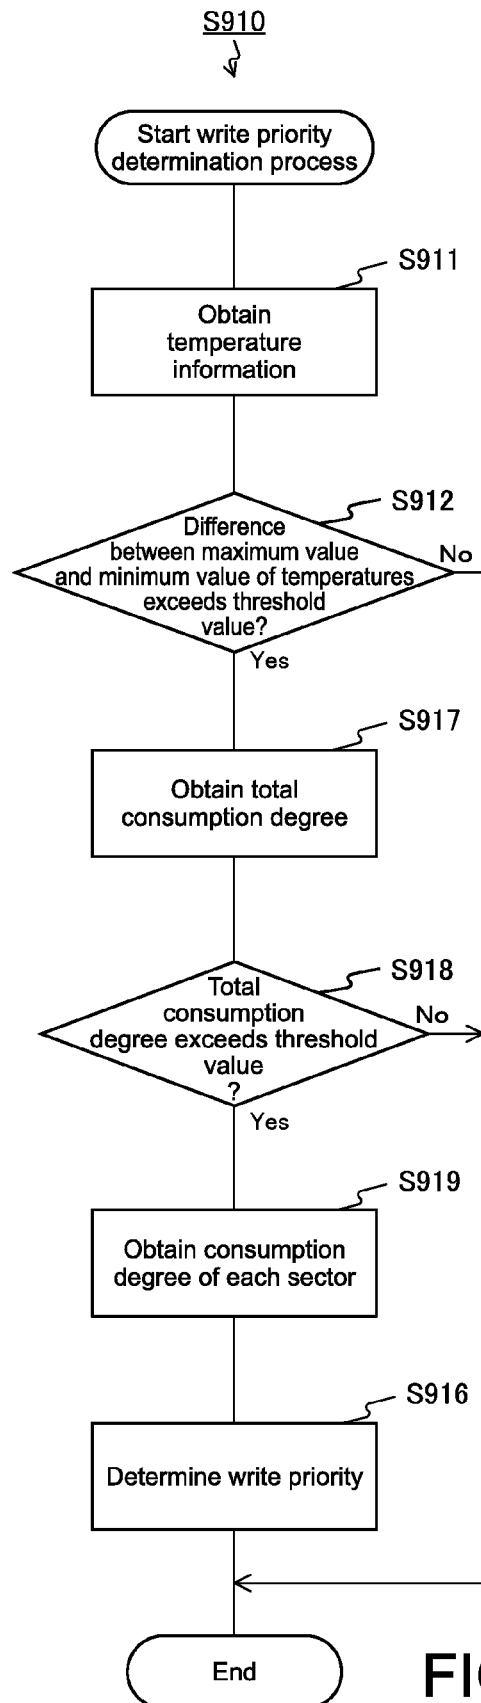 S910
Start write priority
determination process
S911
Obtain
temperature
information
S912
Difference
between maximum value
and minimum value of temperatures
exceeds threshold
value?
No
Yes
S917
Obtain total
consumption degree
S918
Total
consumption
degree exceeds threshold
value
?
No
Yes
S919
Obtain consumption
degree of each sector
S916
Determine write priority
End